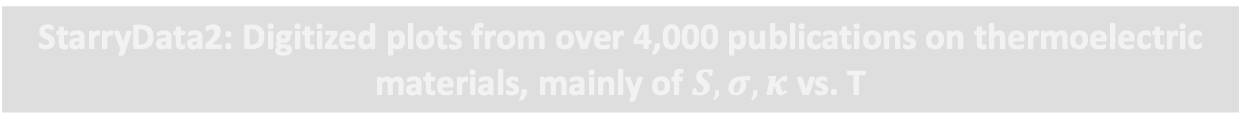 StarryData2: Digitized plots from over 4,000 publications on thermoelectric
materials, mainly of S, σ, κ vs. T